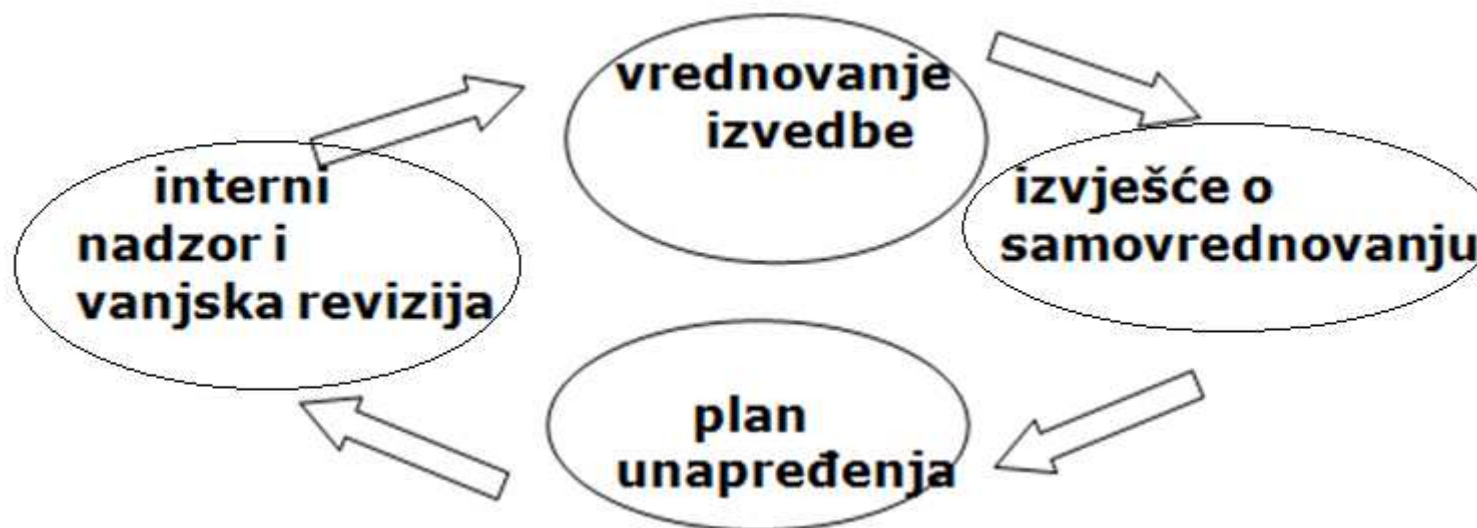 vrednovanje
izvedbe
interni
nadzor i
vanjska revizija
izvješće o
samovrednovanju
plan
unapređenja